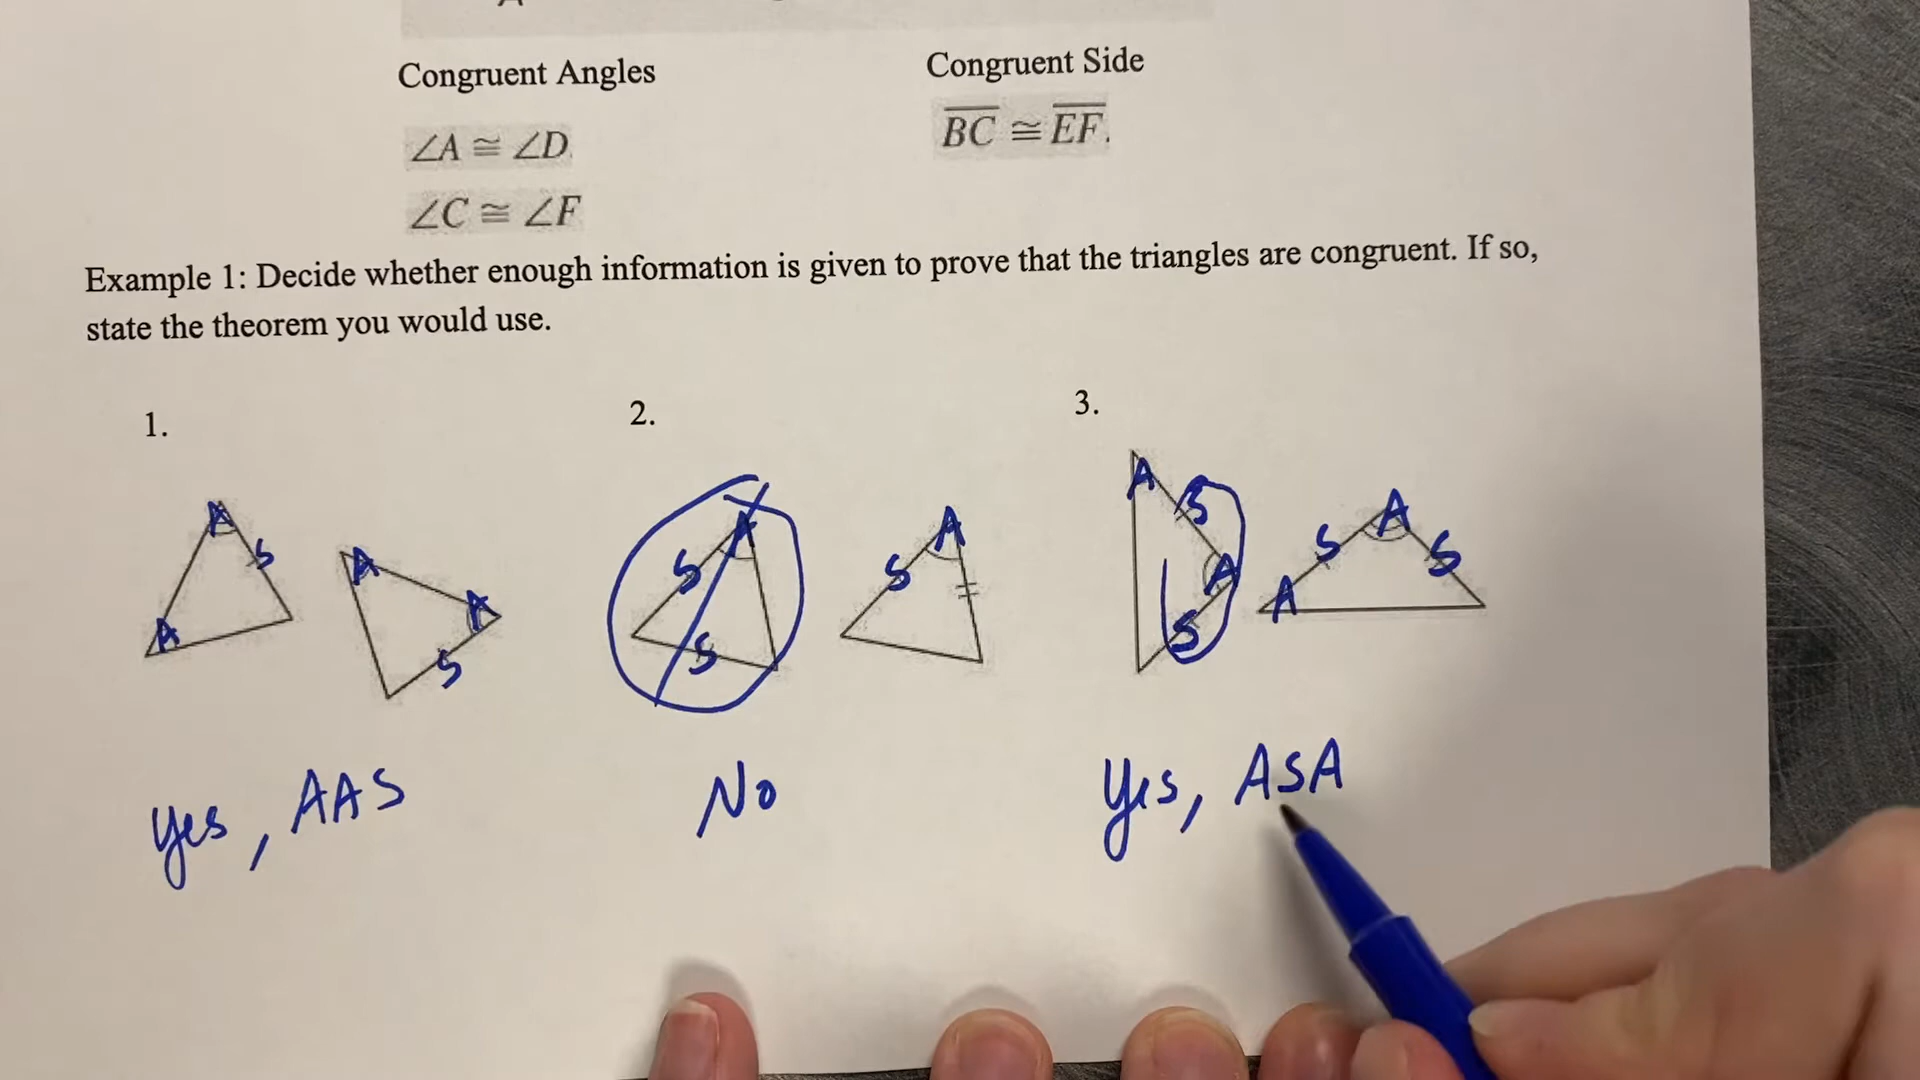 Congruent Angles Congruent Side
∠A ≅ ∠D BC ≅ EF.
∠C ≅ ∠F
Example 1: Decide whether enough information is given to prove that the triangles are congruent. If so,
state the theorem you would use.
1. 2. 3.
A S A A A S
S A S S A
A S A S A S A S
Yes, AAS No Yes, ASA